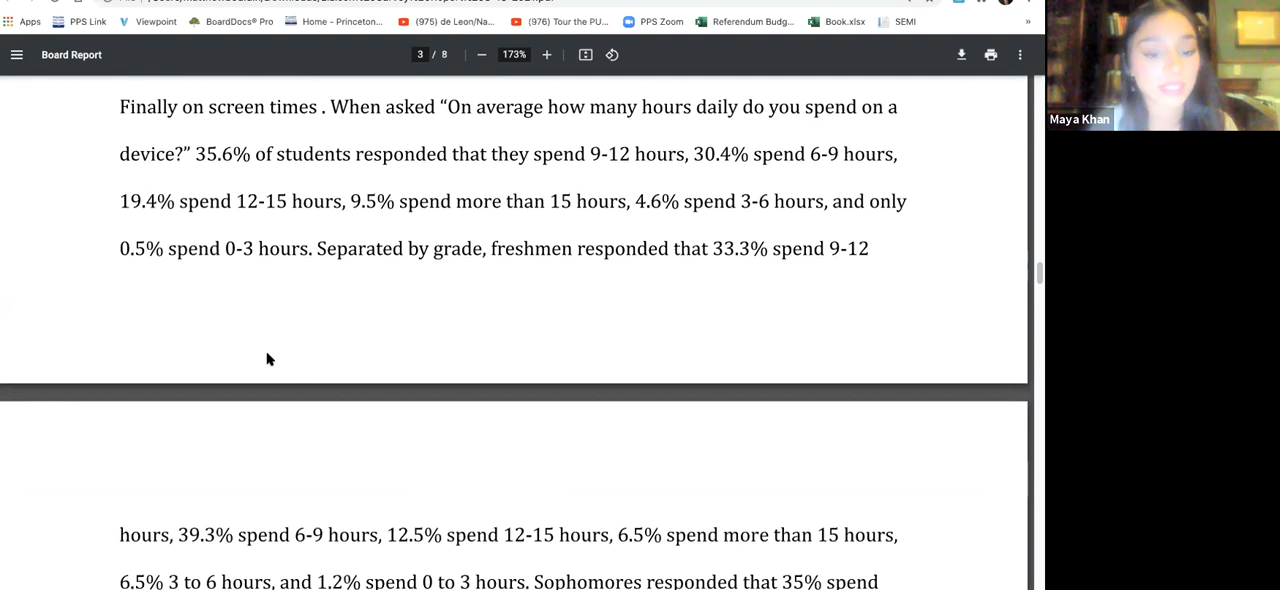 Apps PPS Link Viewpoint BoardDocs® Pro Home - Princeton... (975) de Leon/Na... (976) Tour the PU... PPS Zoom Referendum Budg... Book.xlsx SEMI »
Board Report 3 / 8 — 173% +
Maya Khan
Finally on screen times . When asked “On average how many hours daily do you spend on a
device?” 35.6% of students responded that they spend 9-12 hours, 30.4% spend 6-9 hours,
19.4% spend 12-15 hours, 9.5% spend more than 15 hours, 4.6% spend 3-6 hours, and only
0.5% spend 0-3 hours. Separated by grade, freshmen responded that 33.3% spend 9-12
hours, 39.3% spend 6-9 hours, 12.5% spend 12-15 hours, 6.5% spend more than 15 hours,
6.5% 3 to 6 hours, and 1.2% spend 0 to 3 hours. Sophomores responded that 35% spend